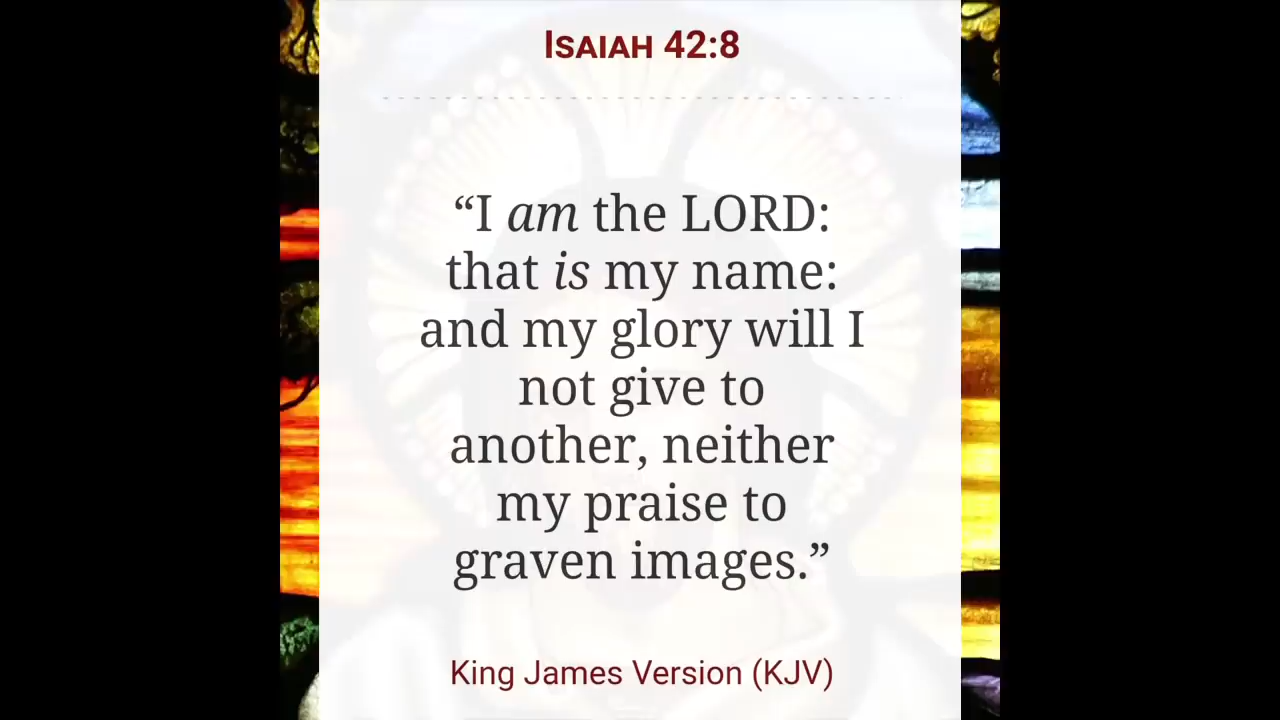 Isaiah 42:8
“I am the LORD:
that is my name:
and my glory will I
not give to
another, neither
my praise to
graven images.”
King James Version (KJV)